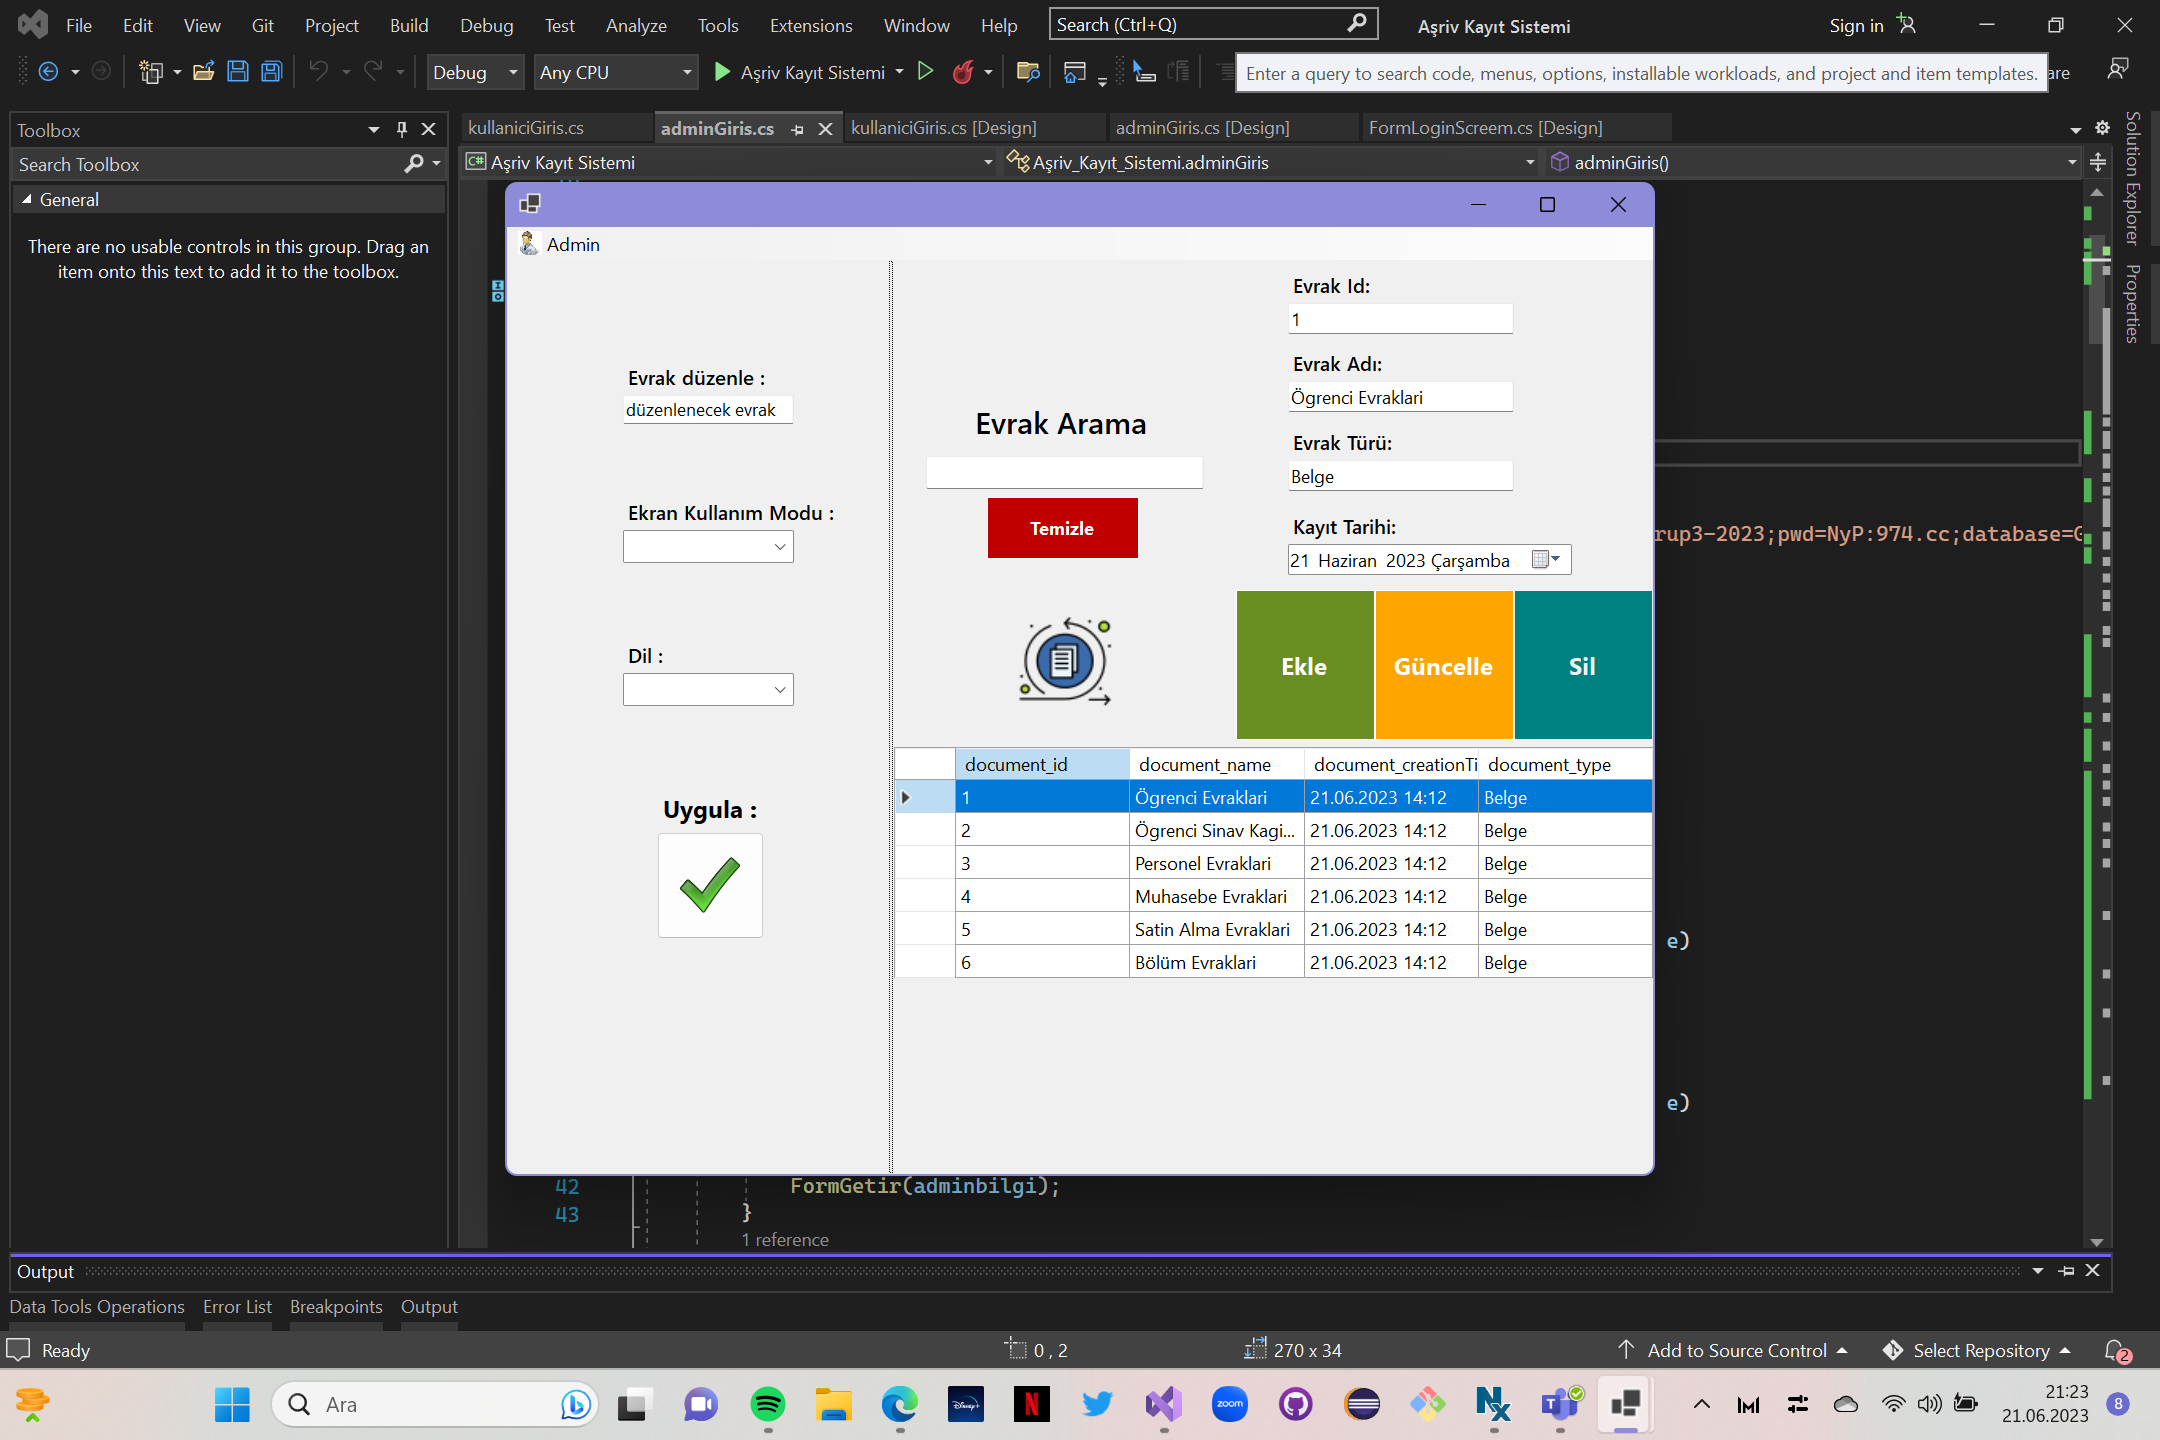 File Edit View Git Project Build Debug Test Analyze Tools Extensions Window Help Search (Ctrl+Q) Aşriv Kayıt Sistemi Sign in
Debug Any CPU Aşriv Kayıt Sistemi
Enter a query to search code, menus, options, installable workloads, and project and item templates.
are
Toolbox
Search Toolbox
General
There are no usable controls in this group. Drag an
item onto this text to add it to the toolbox.
kullaniciGiris.cs adminGiris.cs kullaniciGiris.cs [Design] adminGiris.cs [Design] FormLoginScreem.cs [Design]
C# Aşriv Kayıt Sistemi Aşriv_Kayıt_Sistemi.adminGiris adminGiris()
Solution Explorer
Properties
Admin
Evrak düzenle :
düzenlenecek evrak
Ekran Kullanım Modu :
Dil :
Uygula :
Evrak Arama
Temizle
Evrak Id:
1
Evrak Adı:
Ögrenci Evraklari
Evrak Türü:
Belge
Kayıt Tarihi:
21 Haziran 2023 Çarşamba
Ekle Güncelle Sil
document_id document_name document_creationTi document_type
1 Ögrenci Evraklari 21.06.2023 14:12 Belge
2 Ögrenci Sinav Kagi... 21.06.2023 14:12 Belge
3 Personel Evraklari 21.06.2023 14:12 Belge
4 Muhasebe Evraklari 21.06.2023 14:12 Belge
5 Satin Alma Evraklari 21.06.2023 14:12 Belge
6 Bölüm Evraklari 21.06.2023 14:12 Belge
rup3-2023;pwd=NyP:974.cc;database=G
e)
e)
42 FormGetir(adminbilgi);
43 }
1 reference
Output
Data Tools Operations Error List Breakpoints Output
Ready 0 , 2 270 x 34 Add to Source Control Select Repository 2
Ara
Disney+
N
zoom
21:23
21.06.2023
8